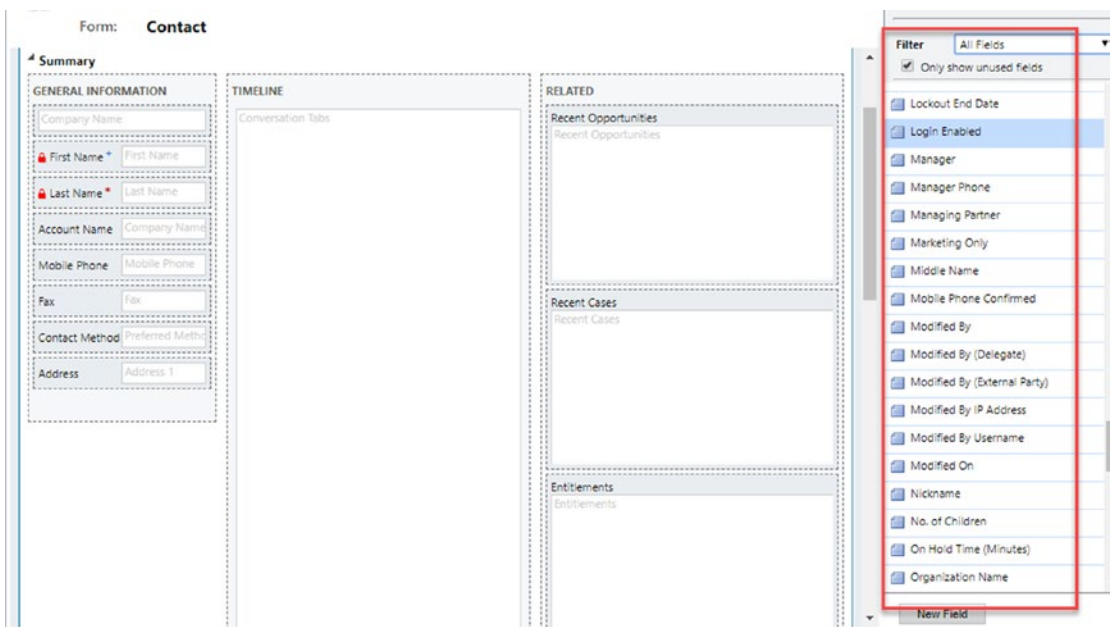 Form: Contact
Summary
GENERAL INFORMATION
Company Name
First Name * First Name
Last Name * Last Name
Account Name Company Name
Mobile Phone Mobile Phone
Fax Fax
Contact Method Preferred Metho
Address Address 1
TIMELINE
Conversation Tabs
RELATED
Recent Opportunities
Recent Opportunities
Recent Cases
Recent Cases
Entitlements
Entitlements
Filter All Fields
Only show unused fields
Lockout End Date
Login Enabled
Manager
Manager Phone
Managing Partner
Marketing Only
Middle Name
Mobile Phone Confirmed
Modified By
Modified By (Delegate)
Modified By (External Party)
Modified By IP Address
Modified By Username
Modified On
Nickname
No. of Children
On Hold Time (Minutes)
Organization Name
New Field